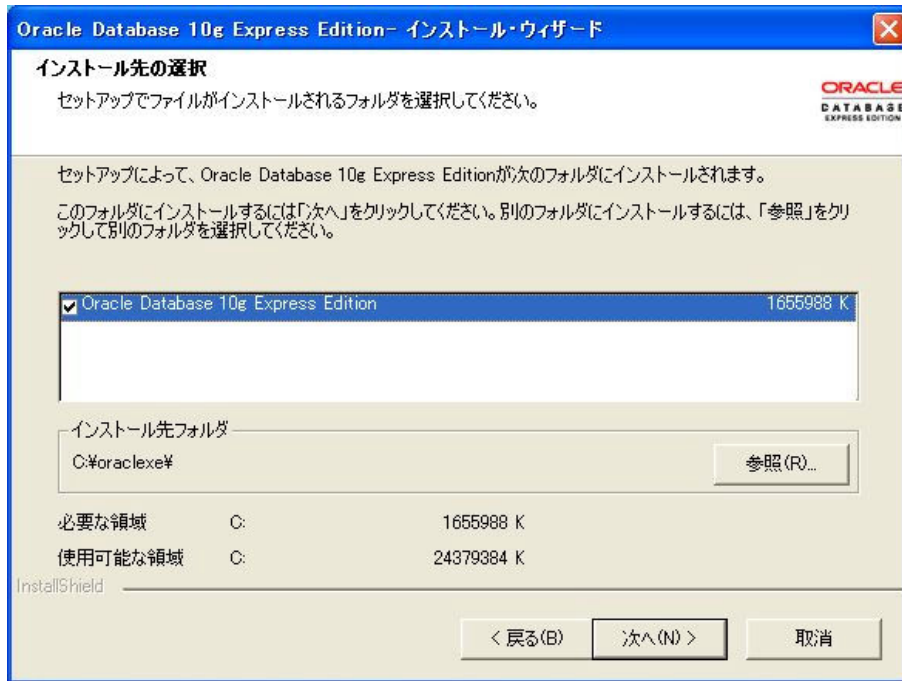 Oracle Database 10g Express Edition- インストール・ウィザード
インストール先の選択
セットアップでファイルがインストールされるフォルダを選択してください。
ORACLE
DATABASE
EXPRESS EDITION
セットアップによって、Oracle Database 10g Express Editionが次のフォルダにインストールされます。
このフォルダにインストールするには「次へ」をクリックしてください。別のフォルダにインストールするには、「参照」をクリ
ックして別のフォルダを選択してください。
Oracle Database 10g Express Edition 1655988 K
インストール先フォルダ
C:¥oraclexe¥ 参照(R)...
必要な領域 C: 1655988 K
使用可能な領域 C: 24379384 K
InstallShield
< 戻る(B) 次へ(N) > 取消